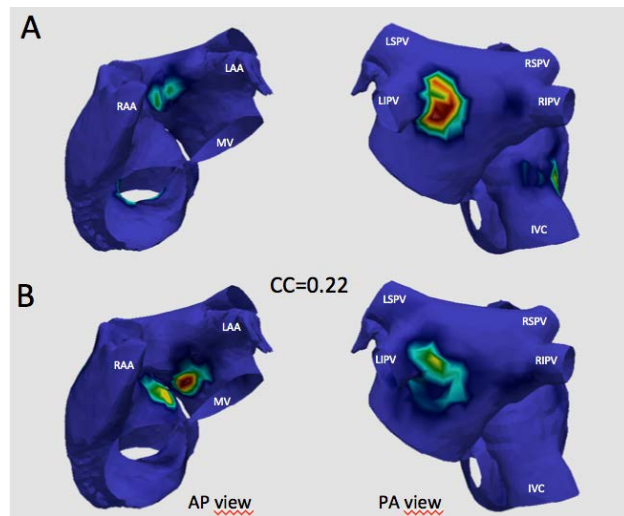 A
LAA
RAA
MV
LSPV
RSPV
LIPV
RIPV
IVC
CC=0.22
B
LAA
RAA
MV
LSPV
RSPV
LIPV
RIPV
IVC
AP view
PA view